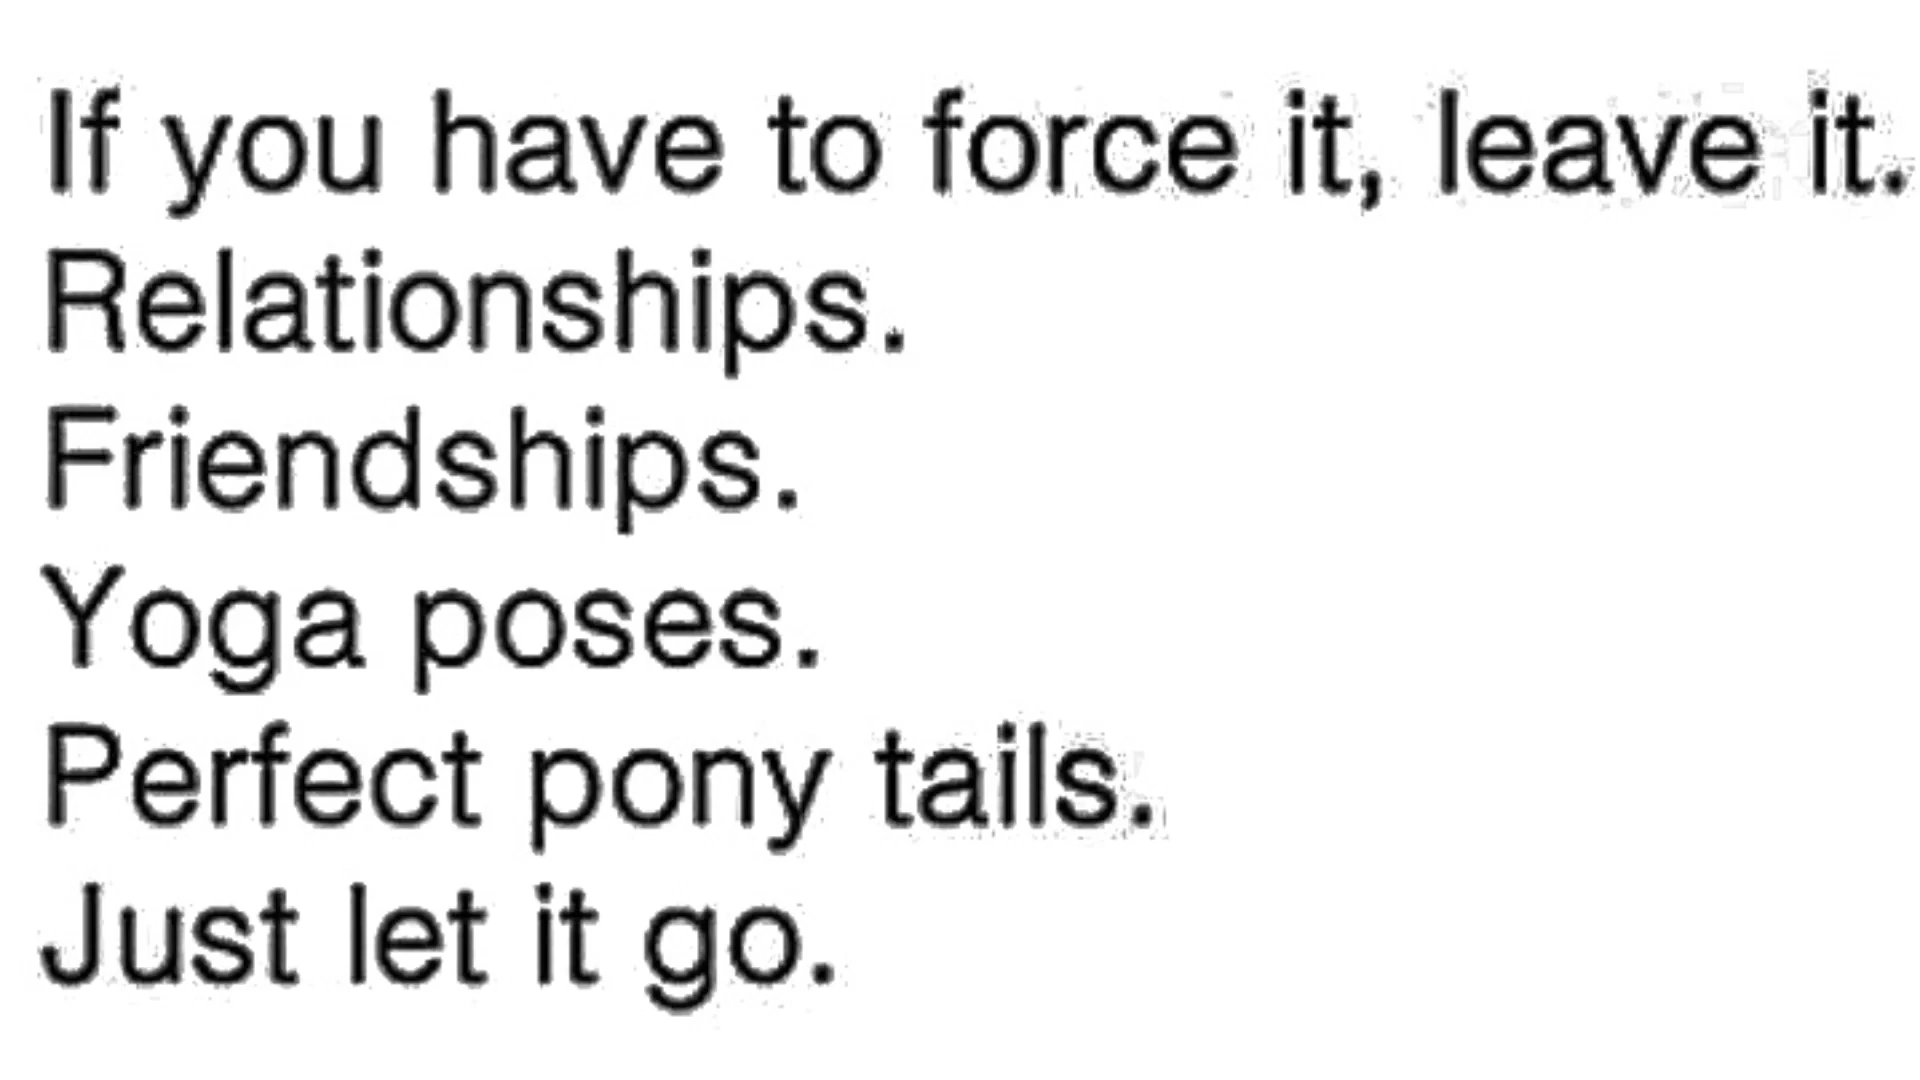 If you have to force it, leave it.
Relationships.
Friendships.
Yoga poses.
Perfect pony tails.
Just let it go.